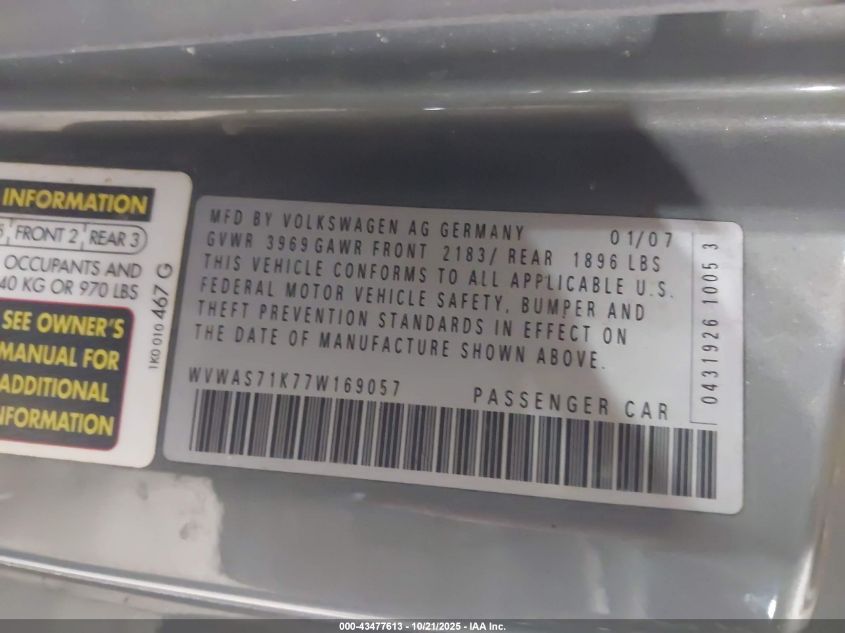 INFORMATION
5 FRONT 2 REAR 3
OCCUPANTS AND
40 KG OR 970 LBS
SEE OWNER'S
MANUAL FOR
ADDITIONAL
INFORMATION
1K0 010 467 G
MFD BY VOLKSWAGEN AG GERMANY 01/07
GVWR 3969 GAWR FRONT 2183/ REAR 1896 LBS
THIS VEHICLE CONFORMS TO ALL APPLICABLE U.S.
FEDERAL MOTOR VEHICLE SAFETY, BUMPER AND
THEFT PREVENTION STANDARDS IN EFFECT ON
THE DATE OF MANUFACTURE SHOWN ABOVE.
WVWAS71K77W169057 PASSENGER CAR
0431926 10053
000-43477613 - 10/21/2025 - IAA Inc.